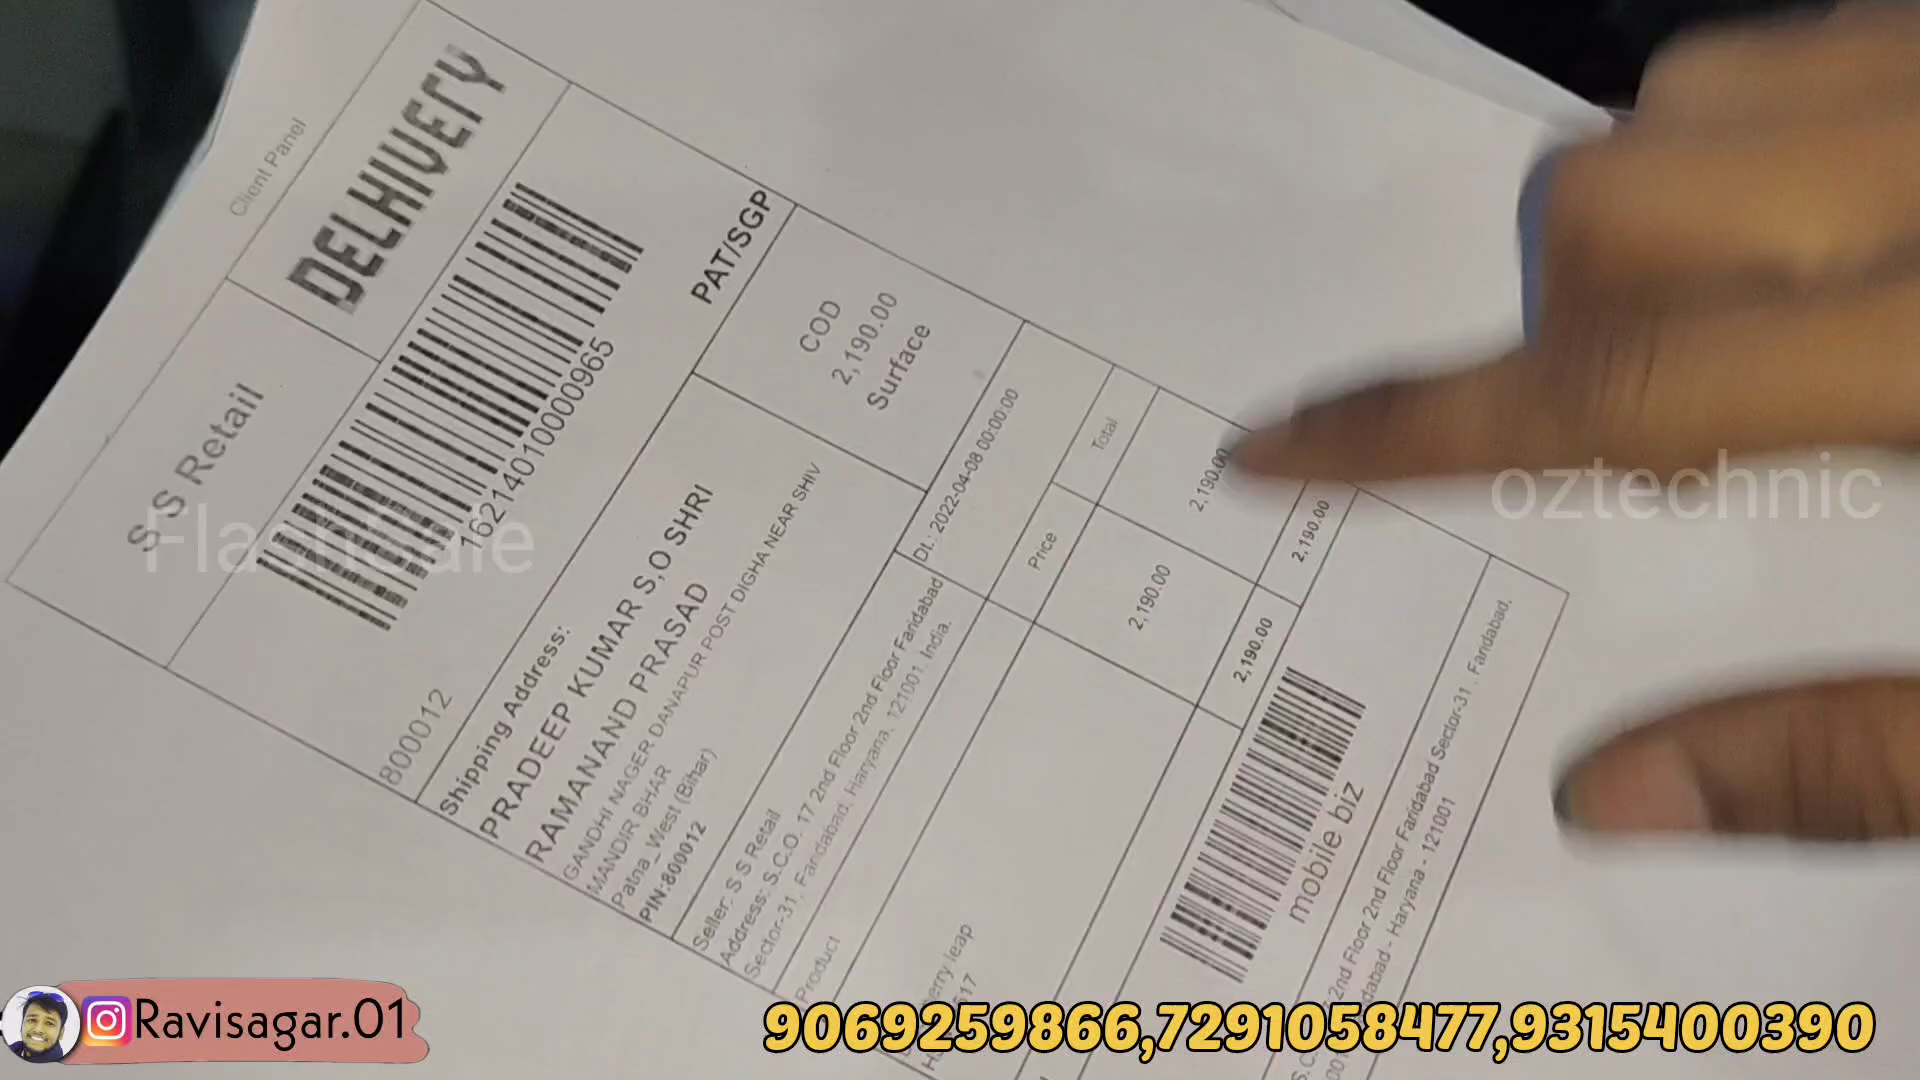 Client Panel
S S Retail
DELHIVERY
1621401000965
800012
PAT/SGP
Shipping Address:
PRADEEP KUMAR S,O SHRI
RAMANAND PRASAD
GANDHI NAGER DANAPUR POST DIGHA NEAR SHIV
MANDIR BHAR
Patna_West (Bihar)
PIN:800012
COD
2,190.00
Surface
Seller: S S Retail
Address: S.C.O. 17 2nd Floor 2nd Floor Faridabad
Sector-31, Faridabad, Haryana, 121001, India.
Dt.: 2022-04-08 00:00:00
Product
Price
Total
erry leap
517
2,190.00
2,190.00
2,190.00
2,190.00
mobile biz
2nd Floor 2nd Floor Faridabad Sector-31, Faridabad,
Haryana - 121001
FlashSale
oztechnic
Ravisagar.01
9069259866,7291058477,9315400390